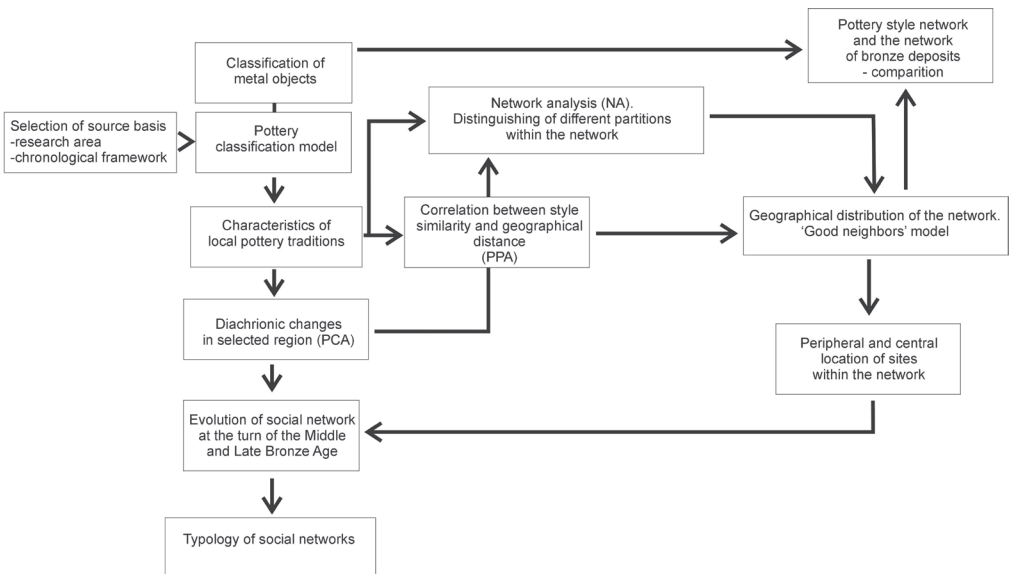 Pottery style network
and the network
of bronze deposits
- comparition
Classification of
metal objects
Selection of source basis
-research area
-chronological framework
Pottery
classification model
Network analysis (NA).
Distinguishing of different partitions
within the network
Characteristics of
local pottery traditions
Correlation between style
similarity and geographical
distance
(PPA)
Geographical distribution of the network.
'Good neighbors' model
Diachrionic changes
in selected region (PCA)
Peripheral and central
location of sites
within the network
Evolution of social network
at the turn of the Middle
and Late Bronze Age
Typology of social networks